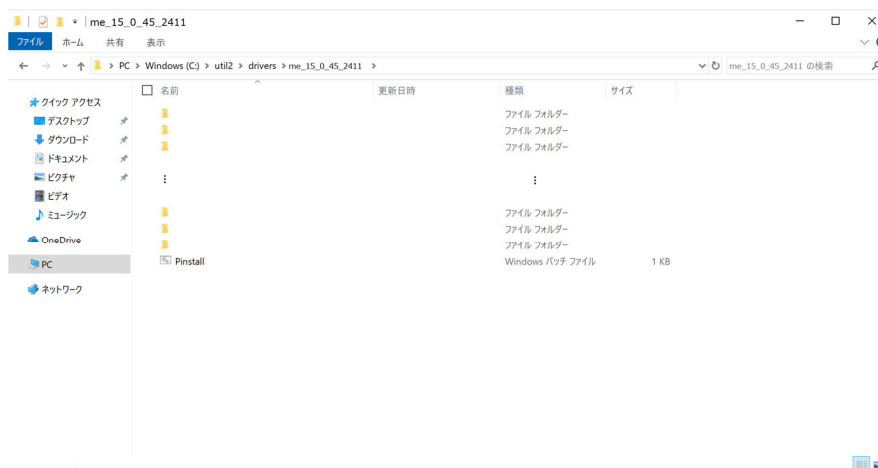 me_15_0_45_2411
ファイル ホーム 共有 表示
PC > Windows (C:) > util2 > drivers > me_15_0_45_2411 >
me_15_0_45_2411 の検索
名前 更新日時 種類 サイズ
クイック アクセス
デスクトップ
ダウンロード
ドキュメント
ピクチャ
ビデオ
ミュージック
OneDrive
PC
ネットワーク
ファイル フォルダー
ファイル フォルダー
ファイル フォルダー
⋮ ⋮
ファイル フォルダー
ファイル フォルダー
ファイル フォルダー
Pinstall Windows バッチ ファイル 1 KB